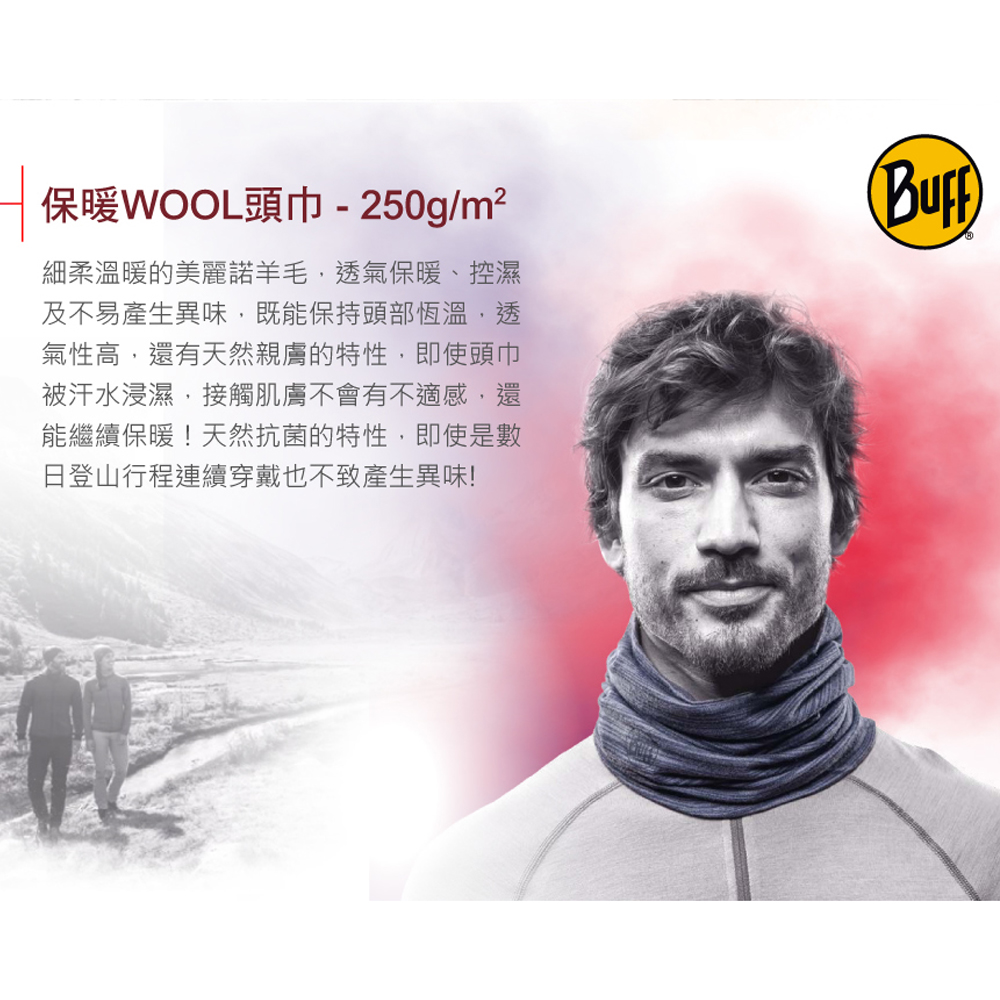 BUFF
®
保暖WOOL頭巾 - 250g/m²
細柔溫暖的美麗諾羊毛，透氣保暖、控濕
及不易產生異味，既能保持頭部恆溫，透
氣性高，還有天然親膚的特性，即使頭巾
被汗水浸濕，接觸肌膚不會有不適感，還
能繼續保暖！天然抗菌的特性，即使是數
日登山行程連續穿戴也不致產生異味!